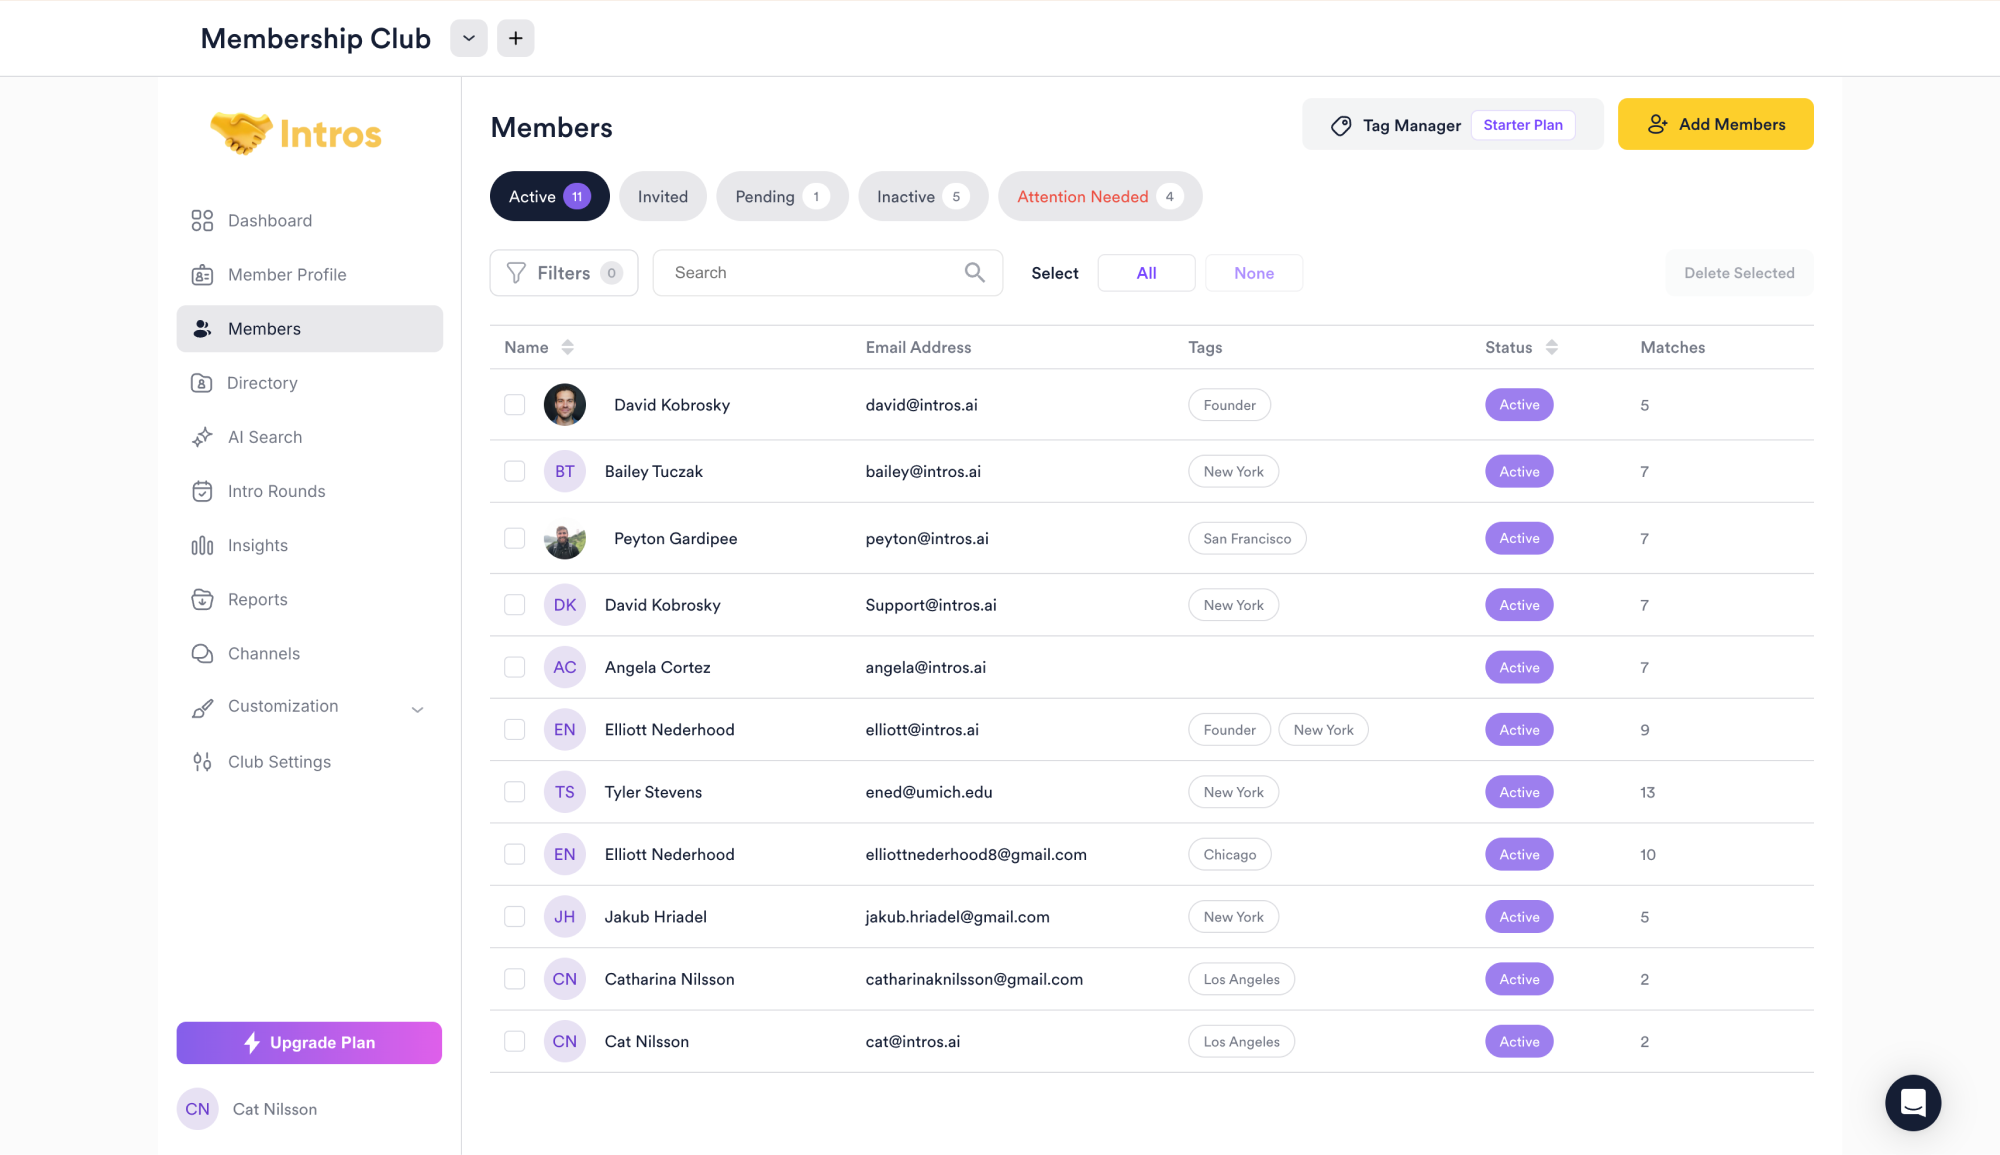 Membership Club
Intros
Dashboard
Member Profile
Members
Directory
AI Search
Intro Rounds
Insights
Reports
Channels
Customization
Club Settings
Upgrade Plan
CN Cat Nilsson
Members
Tag Manager Starter Plan Add Members
Active 11 Invited Pending 1 Inactive 5 Attention Needed 4
Filters 0 Search Select All None Delete Selected
Name Email Address Tags Status Matches
David Kobrosky david@intros.ai Founder Active 5
BT Bailey Tuczak bailey@intros.ai New York Active 7
Peyton Gardipee peyton@intros.ai San Francisco Active 7
DK David Kobrosky Support@intros.ai New York Active 7
AC Angela Cortez angela@intros.ai Active 7
EN Elliott Nederhood elliott@intros.ai Founder New York Active 9
TS Tyler Stevens ened@umich.edu New York Active 13
EN Elliott Nederhood elliottnederhood8@gmail.com Chicago Active 10
JH Jakub Hriadel jakub.hriadel@gmail.com New York Active 5
CN Catharina Nilsson catharinaknilsson@gmail.com Los Angeles Active 2
CN Cat Nilsson cat@intros.ai Los Angeles Active 2